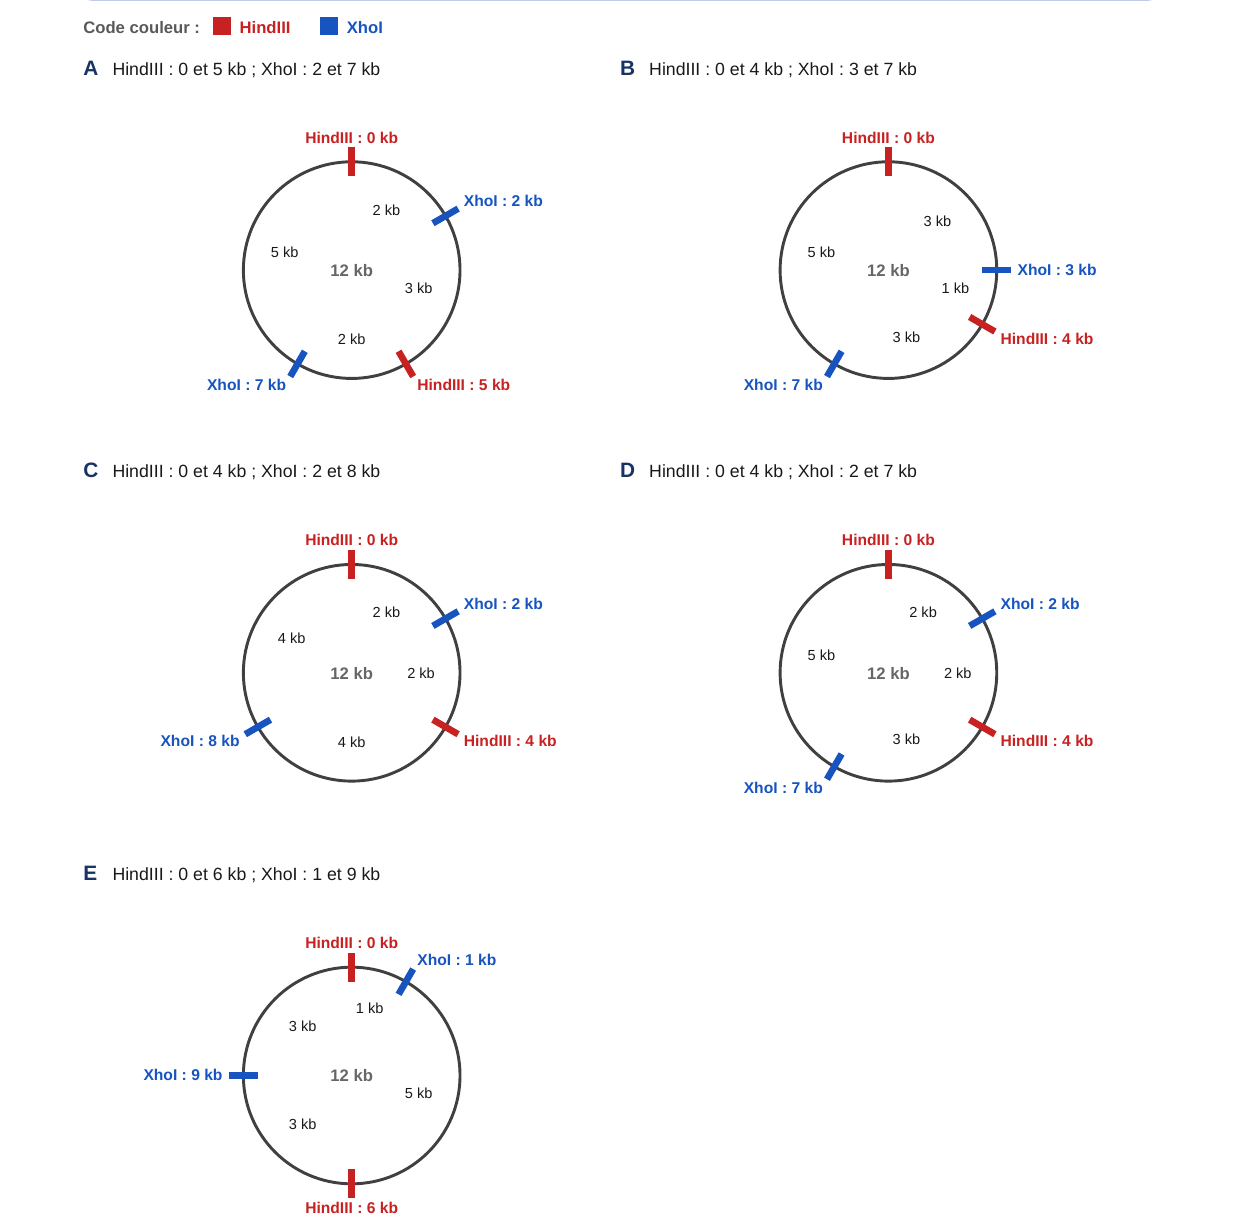 Code couleur : HindIII XhoI
A HindIII : 0 et 5 kb ; XhoI : 2 et 7 kb
HindIII : 0 kb
XhoI : 2 kb
2 kb
5 kb
12 kb
3 kb
2 kb
XhoI : 7 kb
HindIII : 5 kb
B HindIII : 0 et 4 kb ; XhoI : 3 et 7 kb
HindIII : 0 kb
3 kb
5 kb
12 kb
XhoI : 3 kb
1 kb
3 kb
HindIII : 4 kb
XhoI : 7 kb
C HindIII : 0 et 4 kb ; XhoI : 2 et 8 kb
HindIII : 0 kb
XhoI : 2 kb
2 kb
4 kb
12 kb
2 kb
XhoI : 8 kb
4 kb
HindIII : 4 kb
D HindIII : 0 et 4 kb ; XhoI : 2 et 7 kb
HindIII : 0 kb
XhoI : 2 kb
2 kb
5 kb
12 kb
2 kb
3 kb
HindIII : 4 kb
XhoI : 7 kb
E HindIII : 0 et 6 kb ; XhoI : 1 et 9 kb
HindIII : 0 kb
XhoI : 1 kb
1 kb
3 kb
XhoI : 9 kb
12 kb
5 kb
3 kb
HindIII : 6 kb